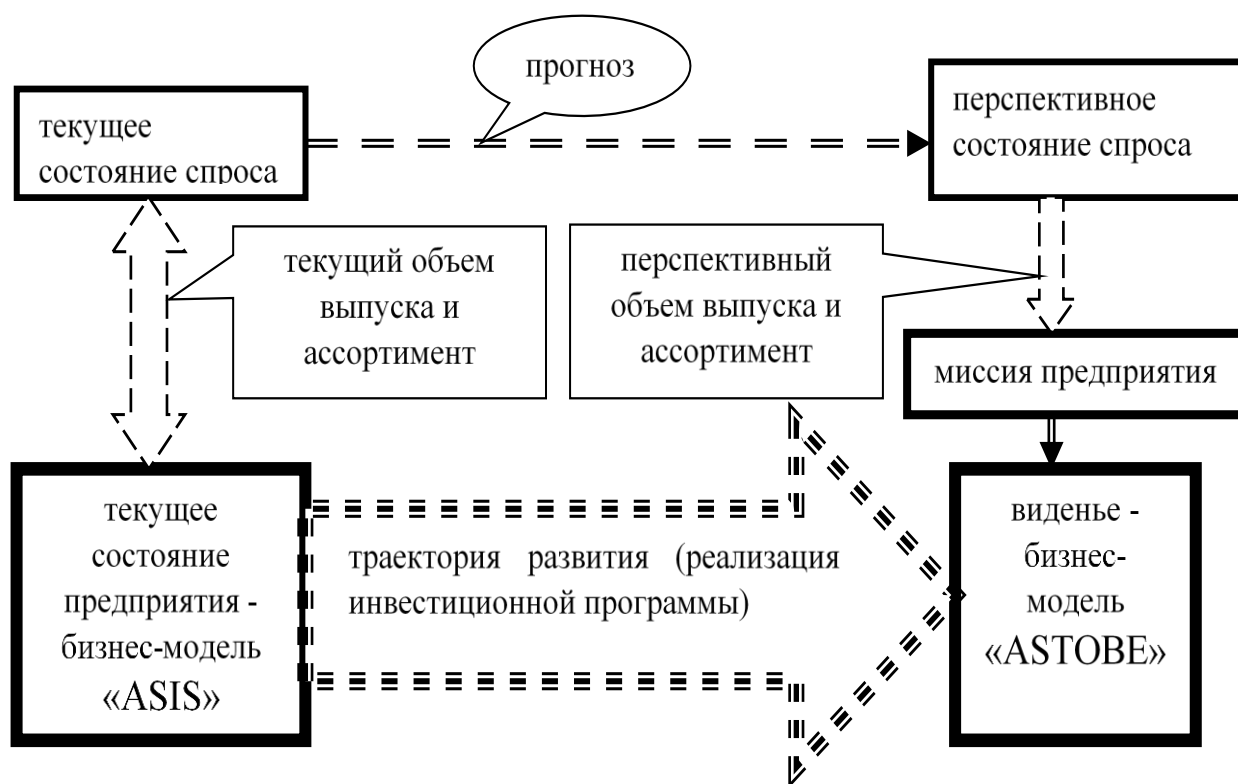 прогноз
текущее
состояние спроса
перспективное
состояние спроса
текущий объем
выпуска и
ассортимент
перспективный
объем выпуска и
ассортимент
миссия предприятия
текущее
состояние
предприятия -
бизнес-модель
«ASIS»
траектория развития (реализация
инвестиционной программы)
виденье -
бизнес-
модель
«ASTOBE»